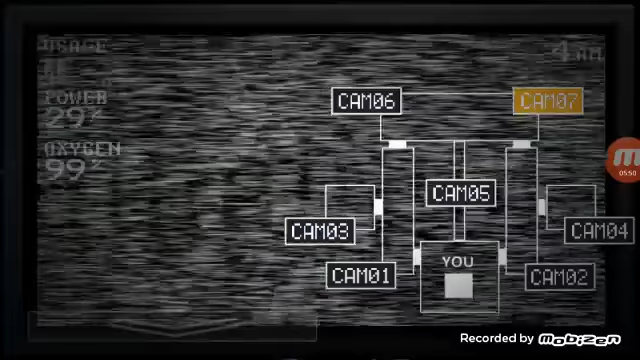 USAGE
4 AM
POWER
29%
OXYGEN
99%
CAM06
CAM07
CAM05
CAM03
CAM04
YOU
CAM01
CAM02
05:50
Recorded by Mobizen